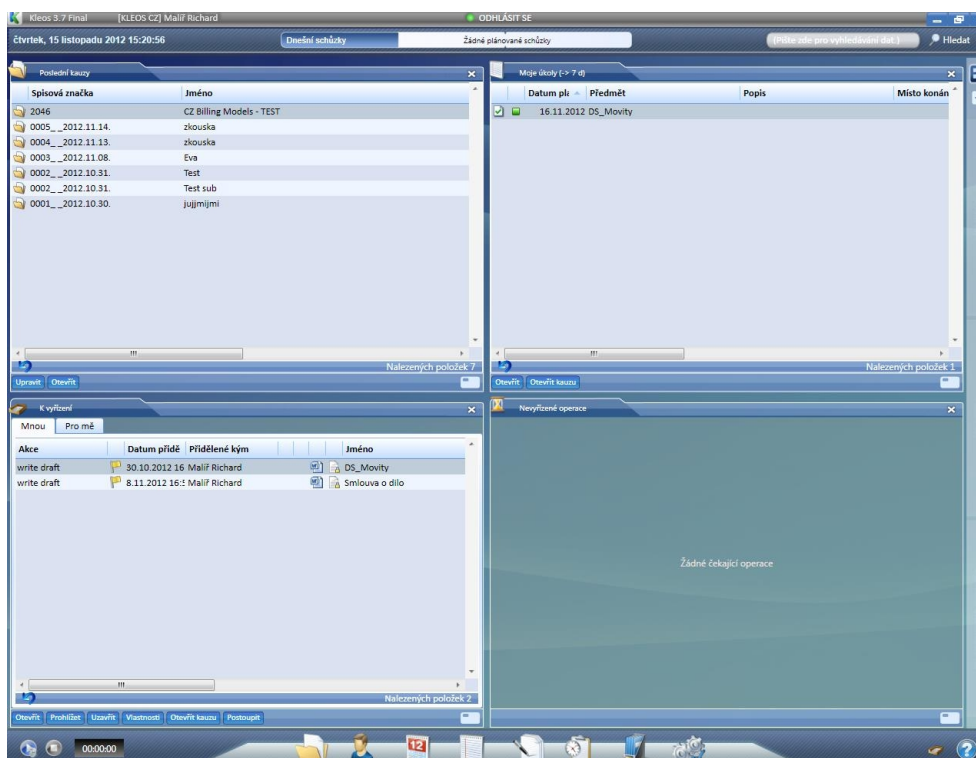 Kleos 3.7 Final [KLEOS CZ] Malíř Richard ODHLÁSIT SE
čtvrtek, 15 listopadu 2012 15:20:56 Dnešní schůzky Žádné plánované schůzky (Pište zde pro vyhledávání dat.) Hledat
Poslední kauzy
Spisová značka Jméno
2046 CZ Billing Models - TEST
0005_ _2012.11.14. zkouska
0004_ _2012.11.13. zkouska
0003_ _2012.11.08. Eva
0002_ _2012.10.31. Test
0002_ _2012.10.31. Test sub
0001_ _2012.10.30. jujjmijmi
Nalezených položek 7
Upravit Otevřít
Moje úkoly (-> 7 d)
Datum pla Předmět Popis Místo konán
16.11.2012 DS_Movity
Nalezených položek 1
Otevřít Otevřít kauzu
K vyřízení
Mnou Pro mě
Akce Datum přidě Přidělené kým Jméno
write draft 30.10.2012 16 Malíř Richard DS_Movity
write draft 8.11.2012 16:5 Malíř Richard Smlouva o dilo
Nalezených položek 2
Otevřít Prohlížet Uzavřít Vlastnosti Otevřít kauzu Postoupit
Nevyřízené operace
Žádné čekající operace
00:00:00 12